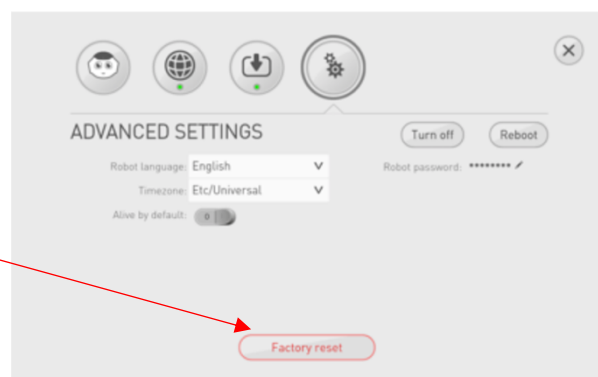 ADVANCED SETTINGS
Turn off
Reboot
Robot language: English
Robot password: ••••••••
Timezone: Etc/Universal
Alive by default: 0
Factory reset